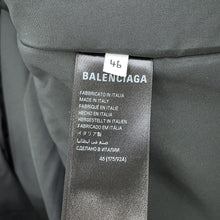 46
BALENCIAGA
FABBRICATO IN ITALIA
MADE IN ITALY
FABRIQUÉ EN ITALIE
HECHO EN ITALIA
HERGESTELLT IN ITALIEN
FABRICADO EM ITÁLIA
イタリア製
صنع في إيطاليا
СДЕЛАНО В ИТАЛИИ
46 (175/92A)